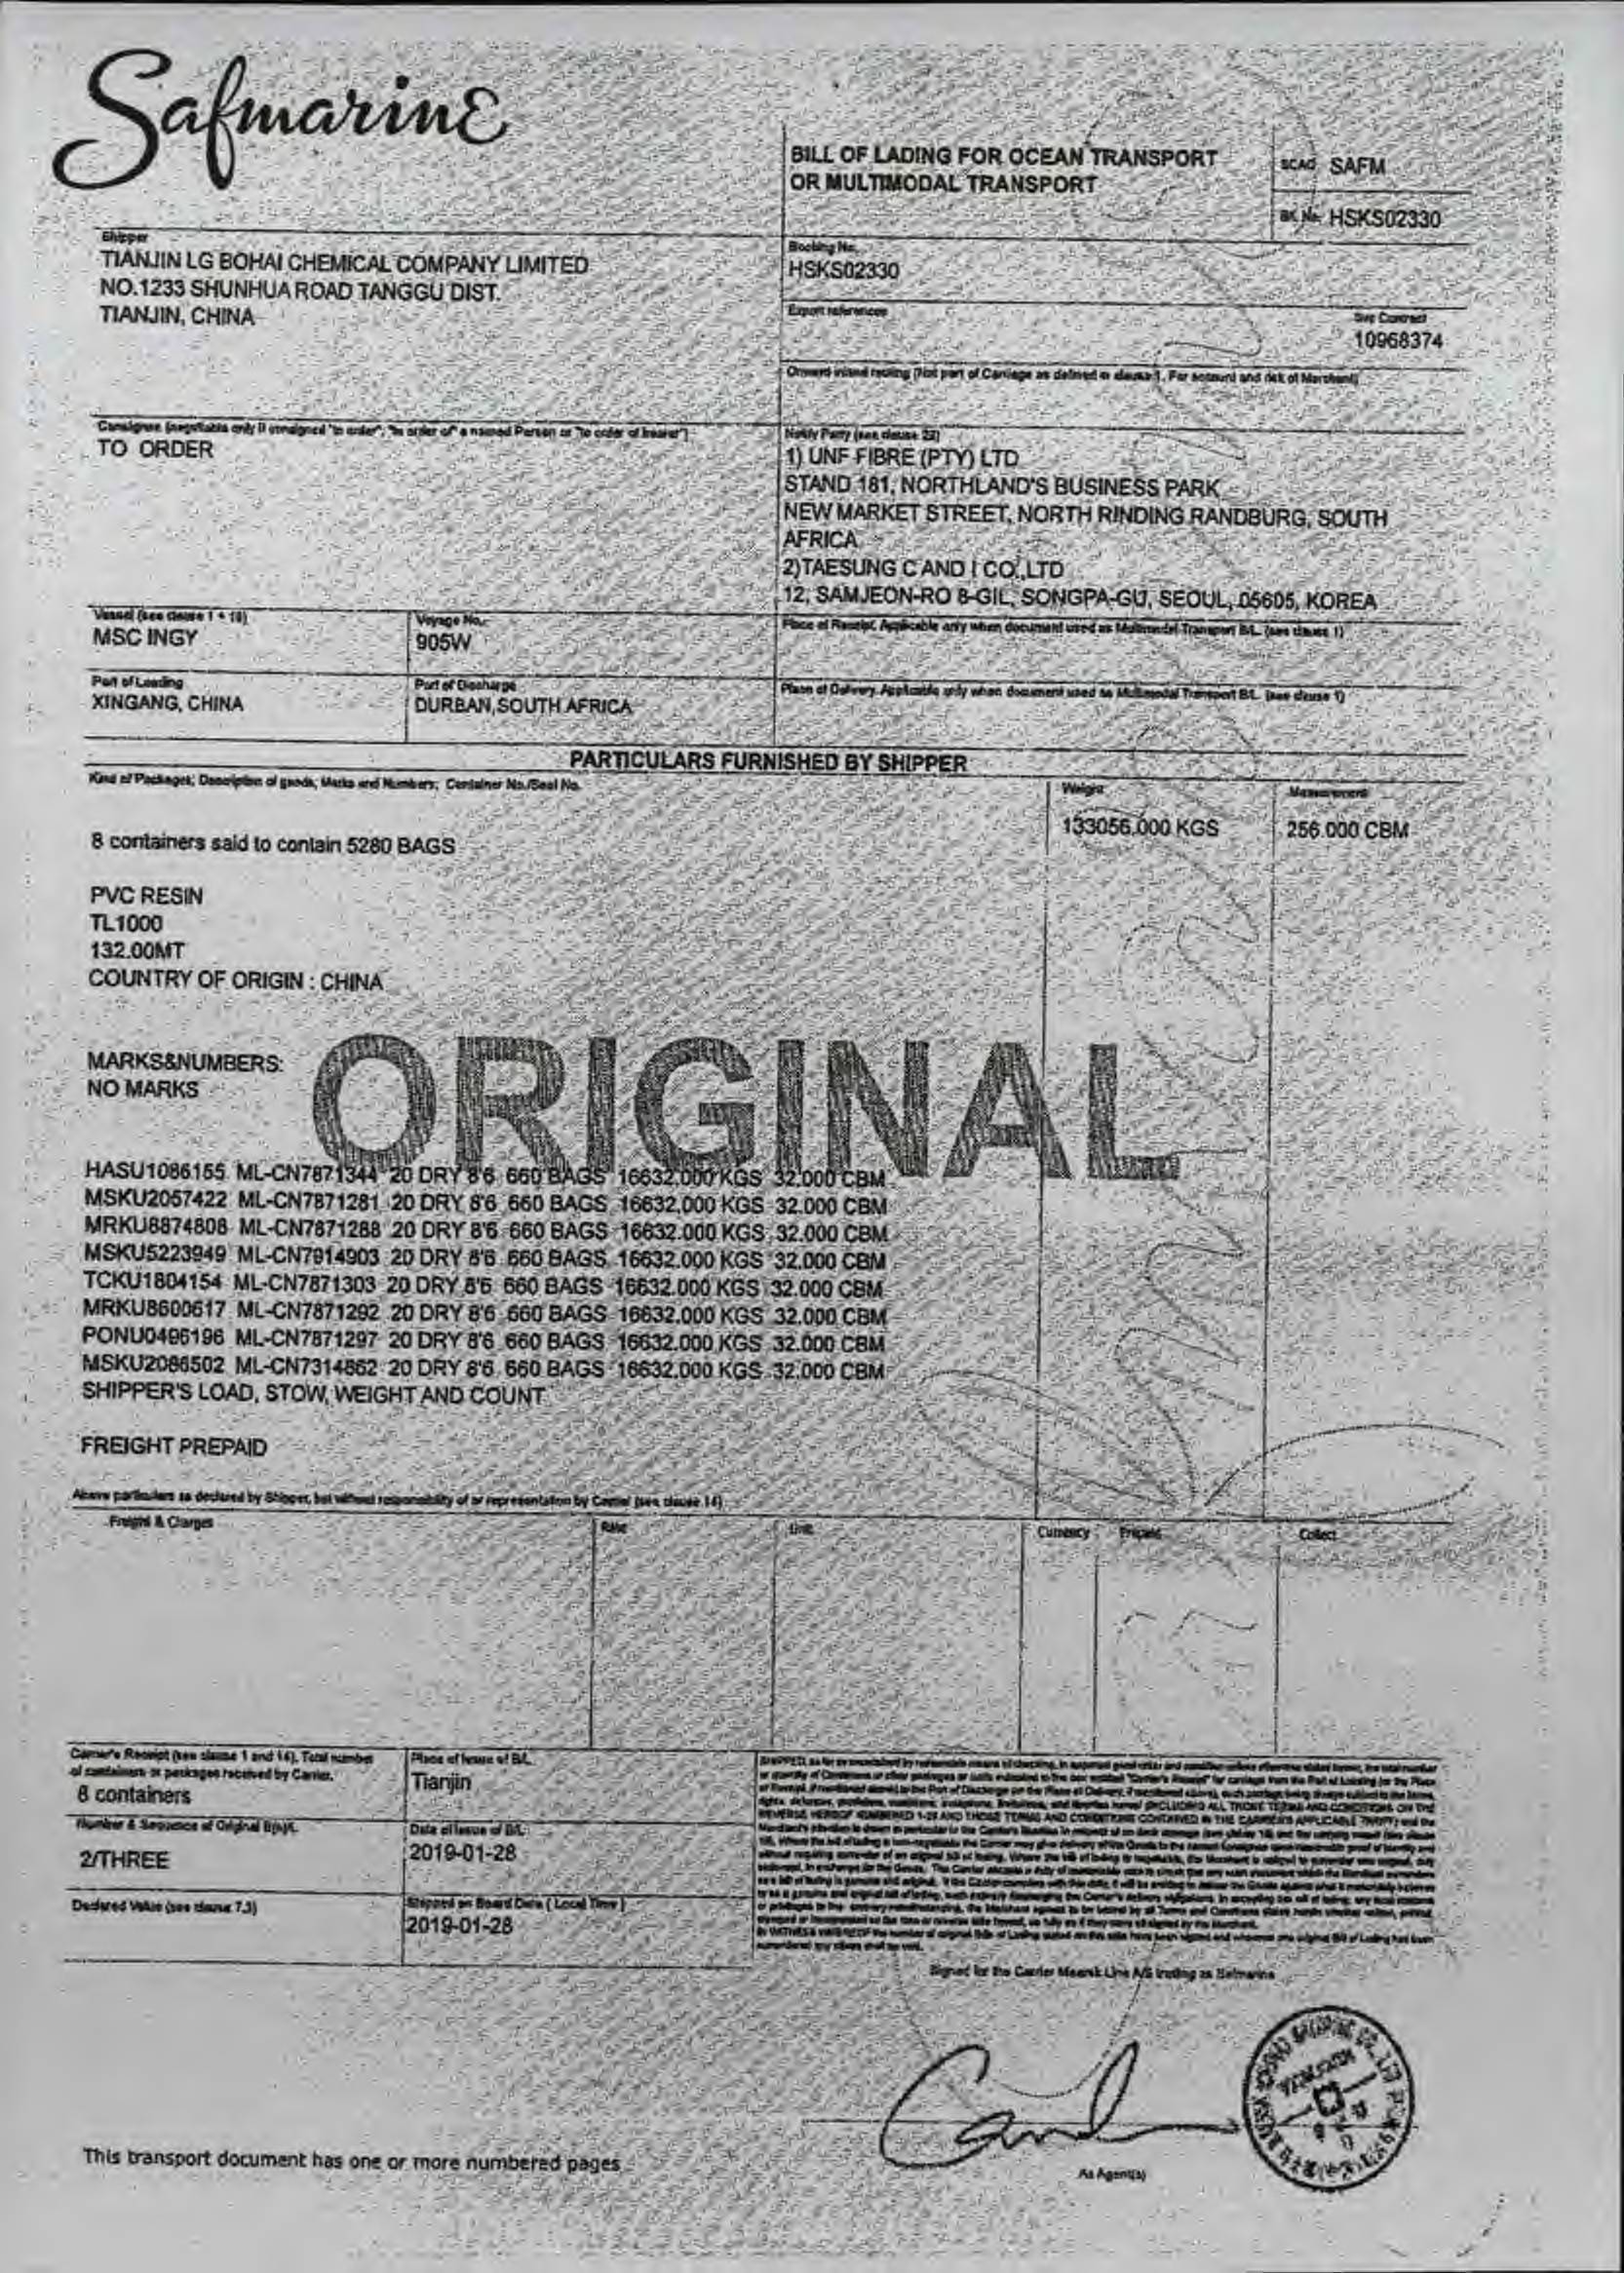 Safmarine
BILL OF LADING FOR OCEAN TRANSPORT
OR MULTIMODAL TRANSPORT
SCAC SAFM
B/L No. HSKS02330
Shipper
TIANJIN LG BOHAI CHEMICAL COMPANY LIMITED
NO.1233 SHUNHUA ROAD TANGGU DIST.
TIANJIN, CHINA
Booking No.
HSKS02330
Export references
Svc Contract
10968374
Onward inland routing (Not part of Carriage as defined in clause 1. For account and risk of Merchant)
Consignee (negotiable only if consigned "to order", "to order of" a named Person or "to order of bearer")
TO ORDER
Notify Party (see clause 22)
1) UNF FIBRE (PTY) LTD
STAND 181, NORTHLAND'S BUSINESS PARK
NEW MARKET STREET, NORTH RINDING RANDBURG, SOUTH
AFRICA
2)TAESUNG C AND I CO.,LTD
12, SAMJEON-RO 8-GIL, SONGPA-GU, SEOUL, 05605, KOREA
Vessel (see clause 1 + 19)
MSC INGY
Voyage No.
905W
Place of Receipt. Applicable only when document used as Multimodal Transport B/L. (see clause 1)
Port of Loading
XINGANG, CHINA
Port of Discharge
DURBAN,SOUTH AFRICA
Place of Delivery. Applicable only when document used as Multimodal Transport B/L. (see clause 1)
PARTICULARS FURNISHED BY SHIPPER
Kind of Packages; Description of goods; Marks and Numbers; Container No./Seal No.
Weight
Measurement
8 containers said to contain 5280 BAGS
133056.000 KGS
256.000 CBM
PVC RESIN
TL1000
132.00MT
COUNTRY OF ORIGIN : CHINA
MARKS&NUMBERS:
NO MARKS
ORIGINAL
HASU1086155 ML-CN7871344 20 DRY 8'6 660 BAGS 16632.000 KGS 32.000 CBM
MSKU2057422 ML-CN7871281 20 DRY 8'6 660 BAGS 16632.000 KGS 32.000 CBM
MRKU8874808 ML-CN7871288 20 DRY 8'6 660 BAGS 16632.000 KGS 32.000 CBM
MSKU5223949 ML-CN7914903 20 DRY 8'6 660 BAGS 16632.000 KGS 32.000 CBM
TCKU1804154 ML-CN7871303 20 DRY 8'6 660 BAGS 16632.000 KGS 32.000 CBM
MRKU8600617 ML-CN7871292 20 DRY 8'6 660 BAGS 16632.000 KGS 32.000 CBM
PONU0496196 ML-CN7871297 20 DRY 8'6 660 BAGS 16632.000 KGS 32.000 CBM
MSKU2086502 ML-CN7314862 20 DRY 8'6 660 BAGS 16632.000 KGS 32.000 CBM
SHIPPER'S LOAD, STOW, WEIGHT AND COUNT
FREIGHT PREPAID
Above particulars as declared by Shipper, but without responsibility of or representation by Carrier (see clause 14)
Freight & Charges
Rate
Unit
Currency
Prepaid
Collect
Carrier's Receipt (see clause 1 and 14). Total number
of containers or packages received by Carrier.
8 containers
Place of Issue of B/L
Tianjin
Number & Sequence of Original B(s)/L
2/THREE
Date of Issue of B/L
2019-01-28
Declared Value (see clause 7.3)
Shipped on Board Date ( Local Time )
2019-01-28
Signed for the Carrier Maersk Line A/S trading as Safmarine
As Agent(s)
This transport document has one or more numbered pages